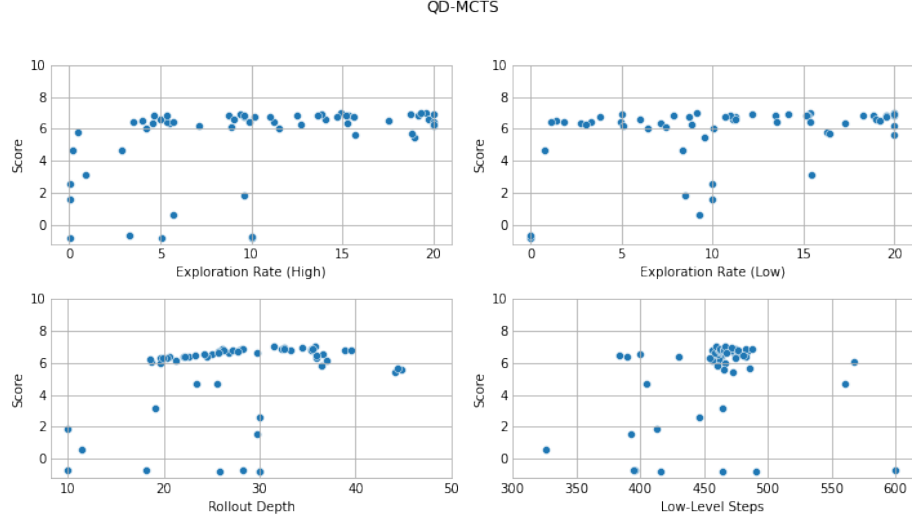 QD-MCTS
10
8
6
4
2
0
Score
0 5 10 15 20
Exploration Rate (High)
10
8
6
4
2
0
Score
0 5 10 15 20
Exploration Rate (Low)
10
8
6
4
2
0
Score
10 20 30 40 50
Rollout Depth
10
8
6
4
2
0
Score
300 350 400 450 500 550 600
Low-Level Steps